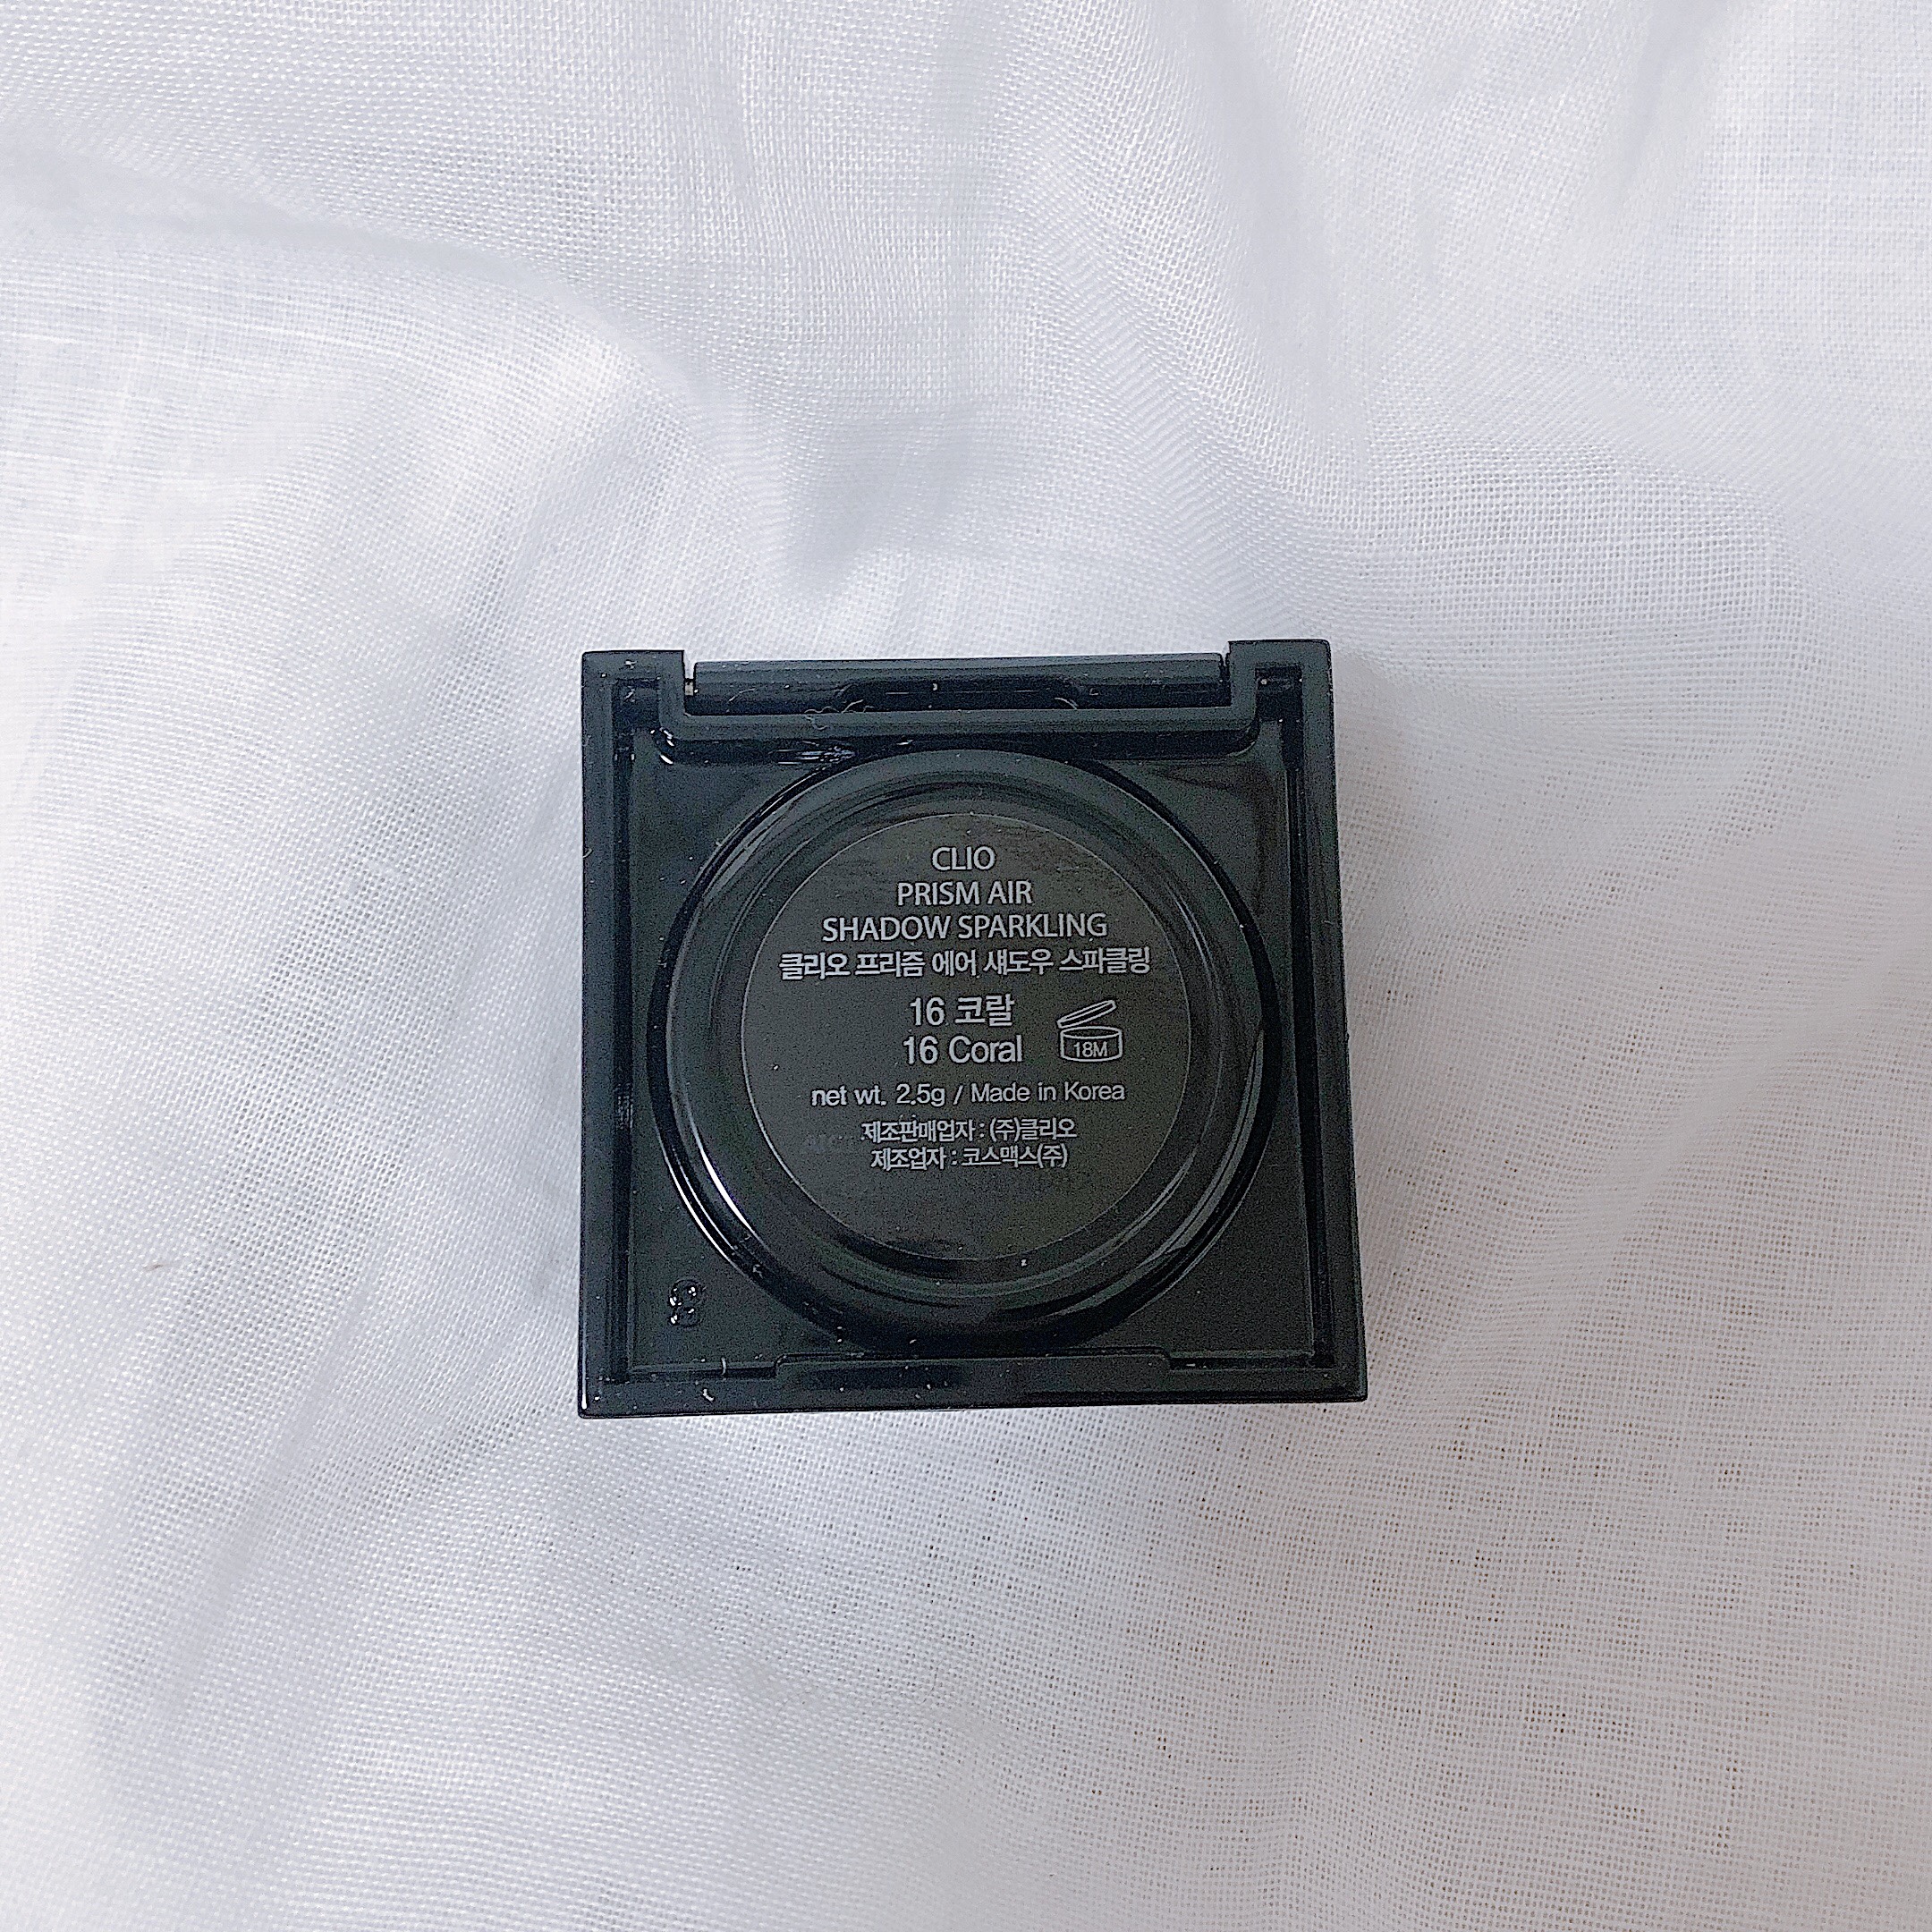 CLIO
PRISM AIR
SHADOW SPARKLING
클리오 프리즘 에어 섀도우 스파클링
16 코랄
16 Coral
18M
net wt. 2.5g / Made in Korea
제조판매업자 : (주)클리오
제조업자 : 코스맥스(주)